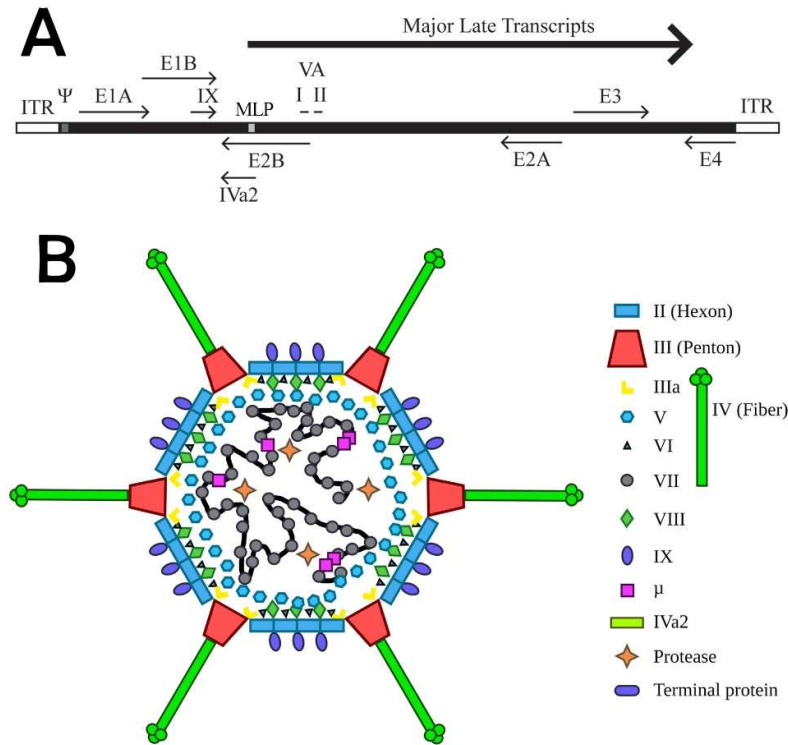 A
Major Late Transcripts
E1B
VA
ITR Ψ E1A IX MLP I II E3 ITR
E2B E2A E4
IVa2
B
II (Hexon)
III (Penton)
IIIa
V
IV (Fiber)
VI
VII
VIII
IX
μ
IVa2
Protease
Terminal protein